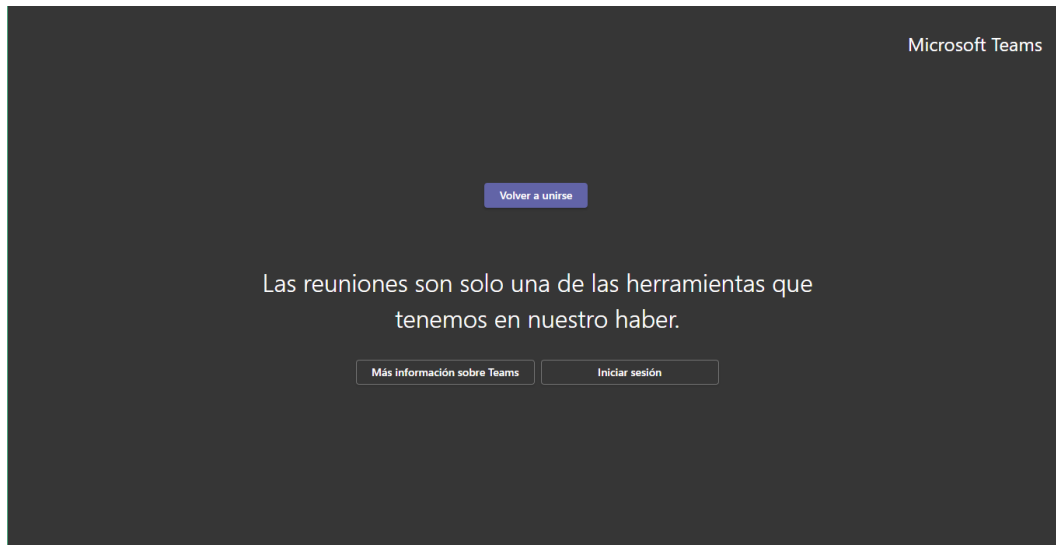 Microsoft Teams
Volver a unirse
Las reuniones son solo una de las herramientas que
tenemos en nuestro haber.
Más información sobre Teams
Iniciar sesión